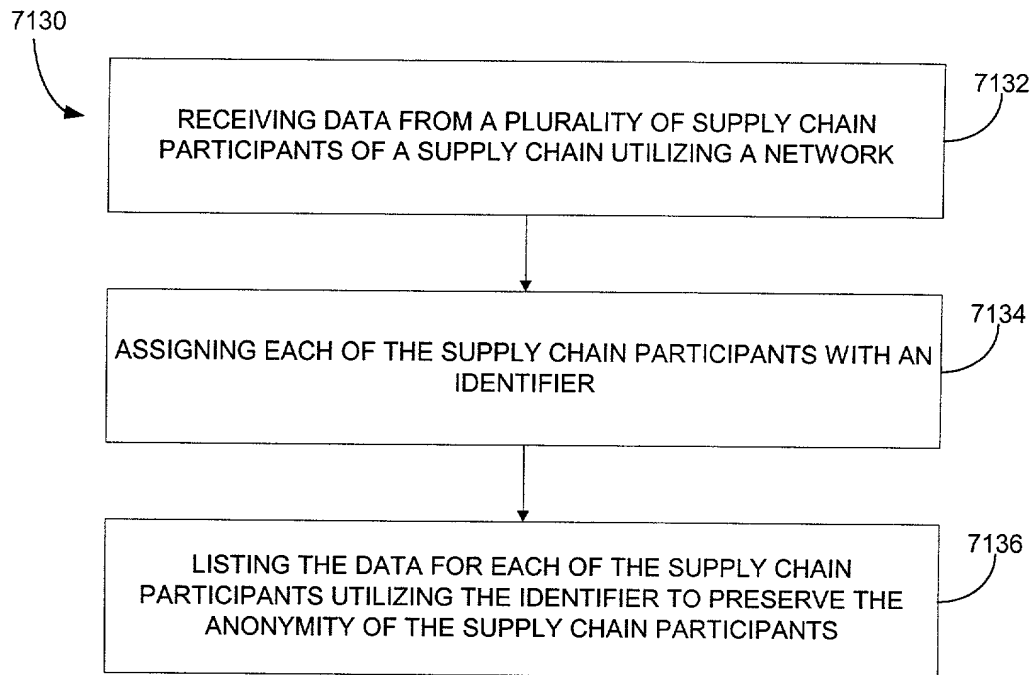 7130
7132
RECEIVING DATA FROM A PLURALITY OF SUPPLY CHAIN
PARTICIPANTS OF A SUPPLY CHAIN UTILIZING A NETWORK
7134
ASSIGNING EACH OF THE SUPPLY CHAIN PARTICIPANTS WITH AN
IDENTIFIER
7136
LISTING THE DATA FOR EACH OF THE SUPPLY CHAIN
PARTICIPANTS UTILIZING THE IDENTIFIER TO PRESERVE THE
ANONYMITY OF THE SUPPLY CHAIN PARTICIPANTS